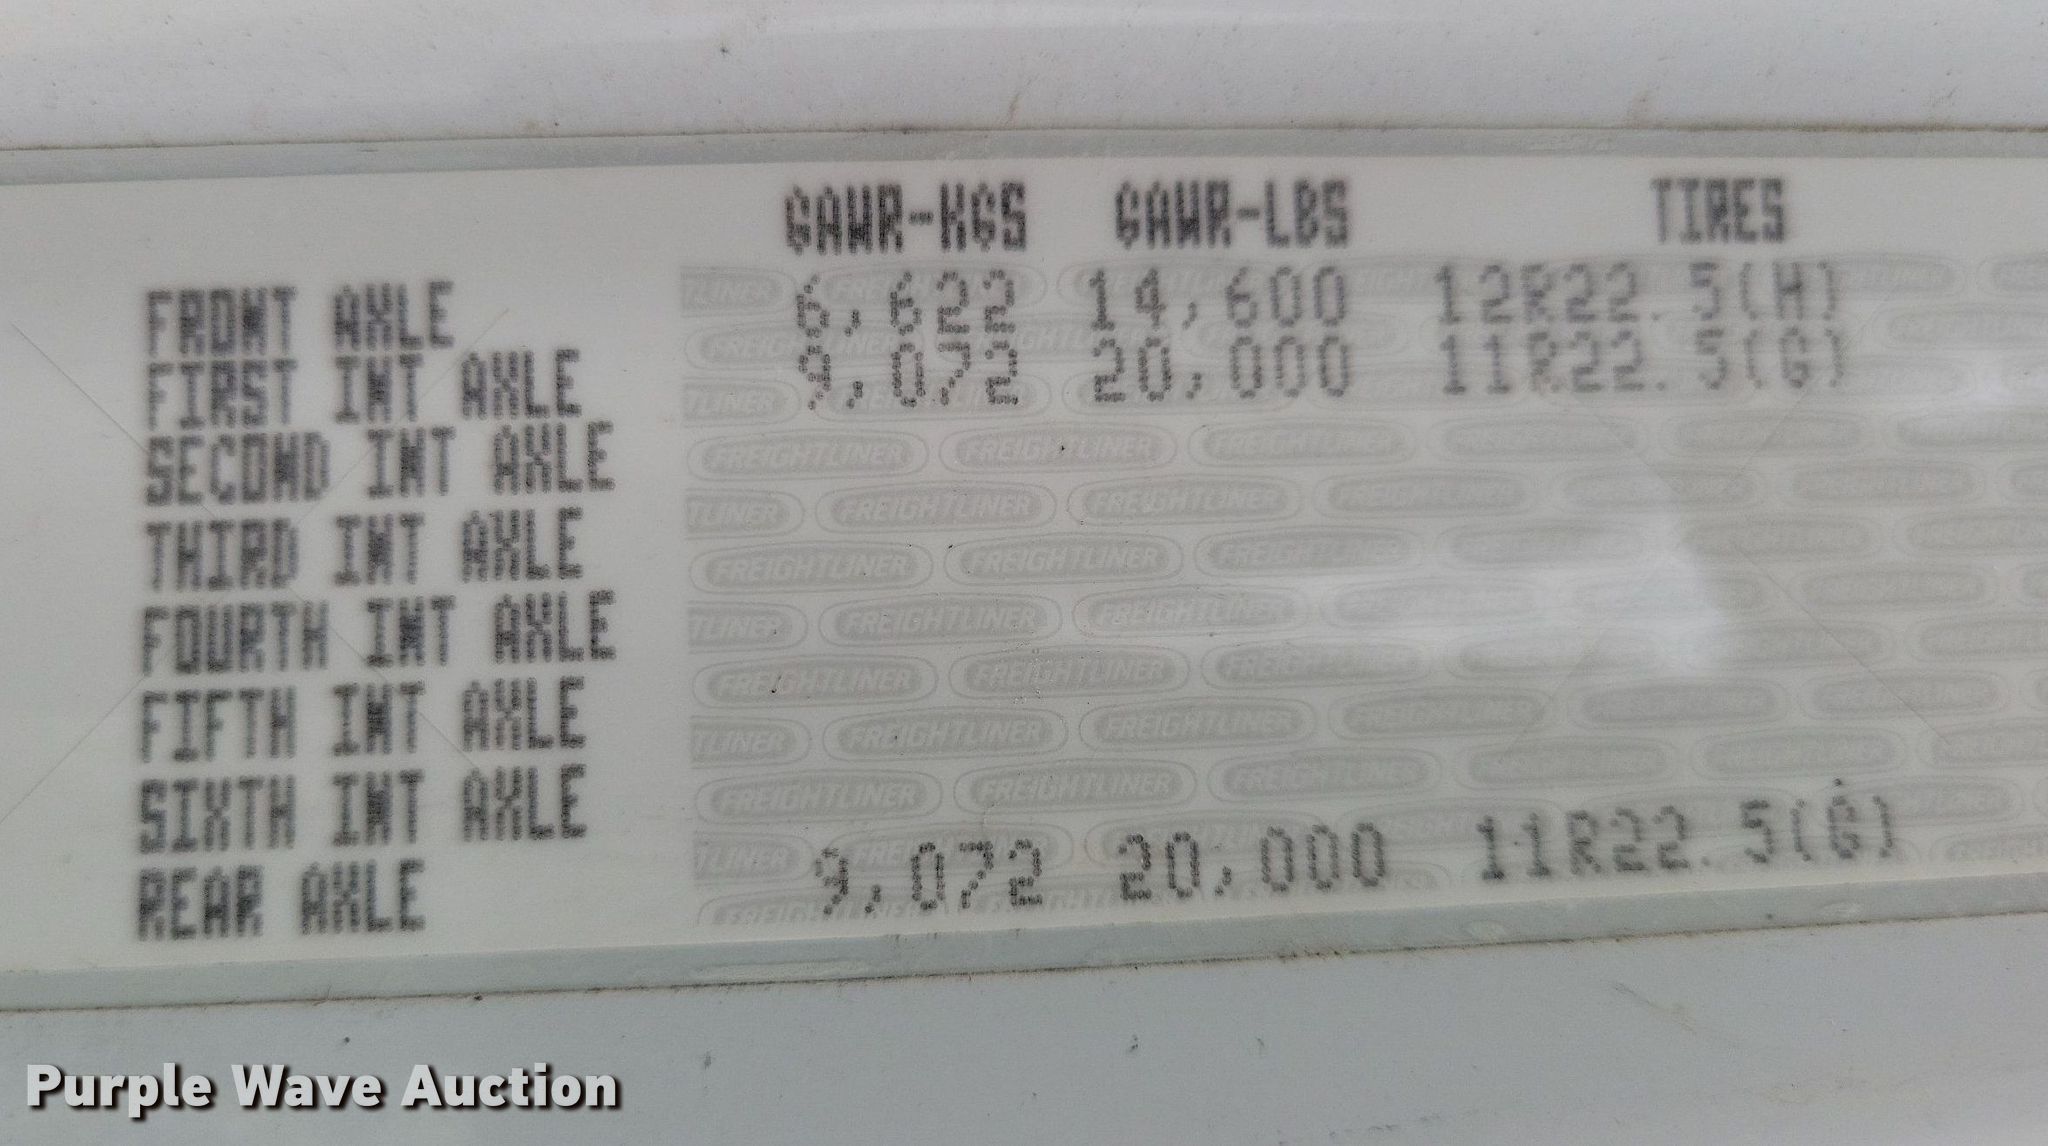 GAWR-KGS GAWR-LBS TIRES
FRONT AXLE 6,622 14,600 12R22.5(H)
FIRST INT AXLE 9,072 20,000 11R22.5(G)
SECOND INT AXLE
THIRD INT AXLE
FOURTH INT AXLE
FIFTH INT AXLE
SIXTH INT AXLE
REAR AXLE 9,072 20,000 11R22.5(G)
FREIGHTLINER
Purple Wave Auction